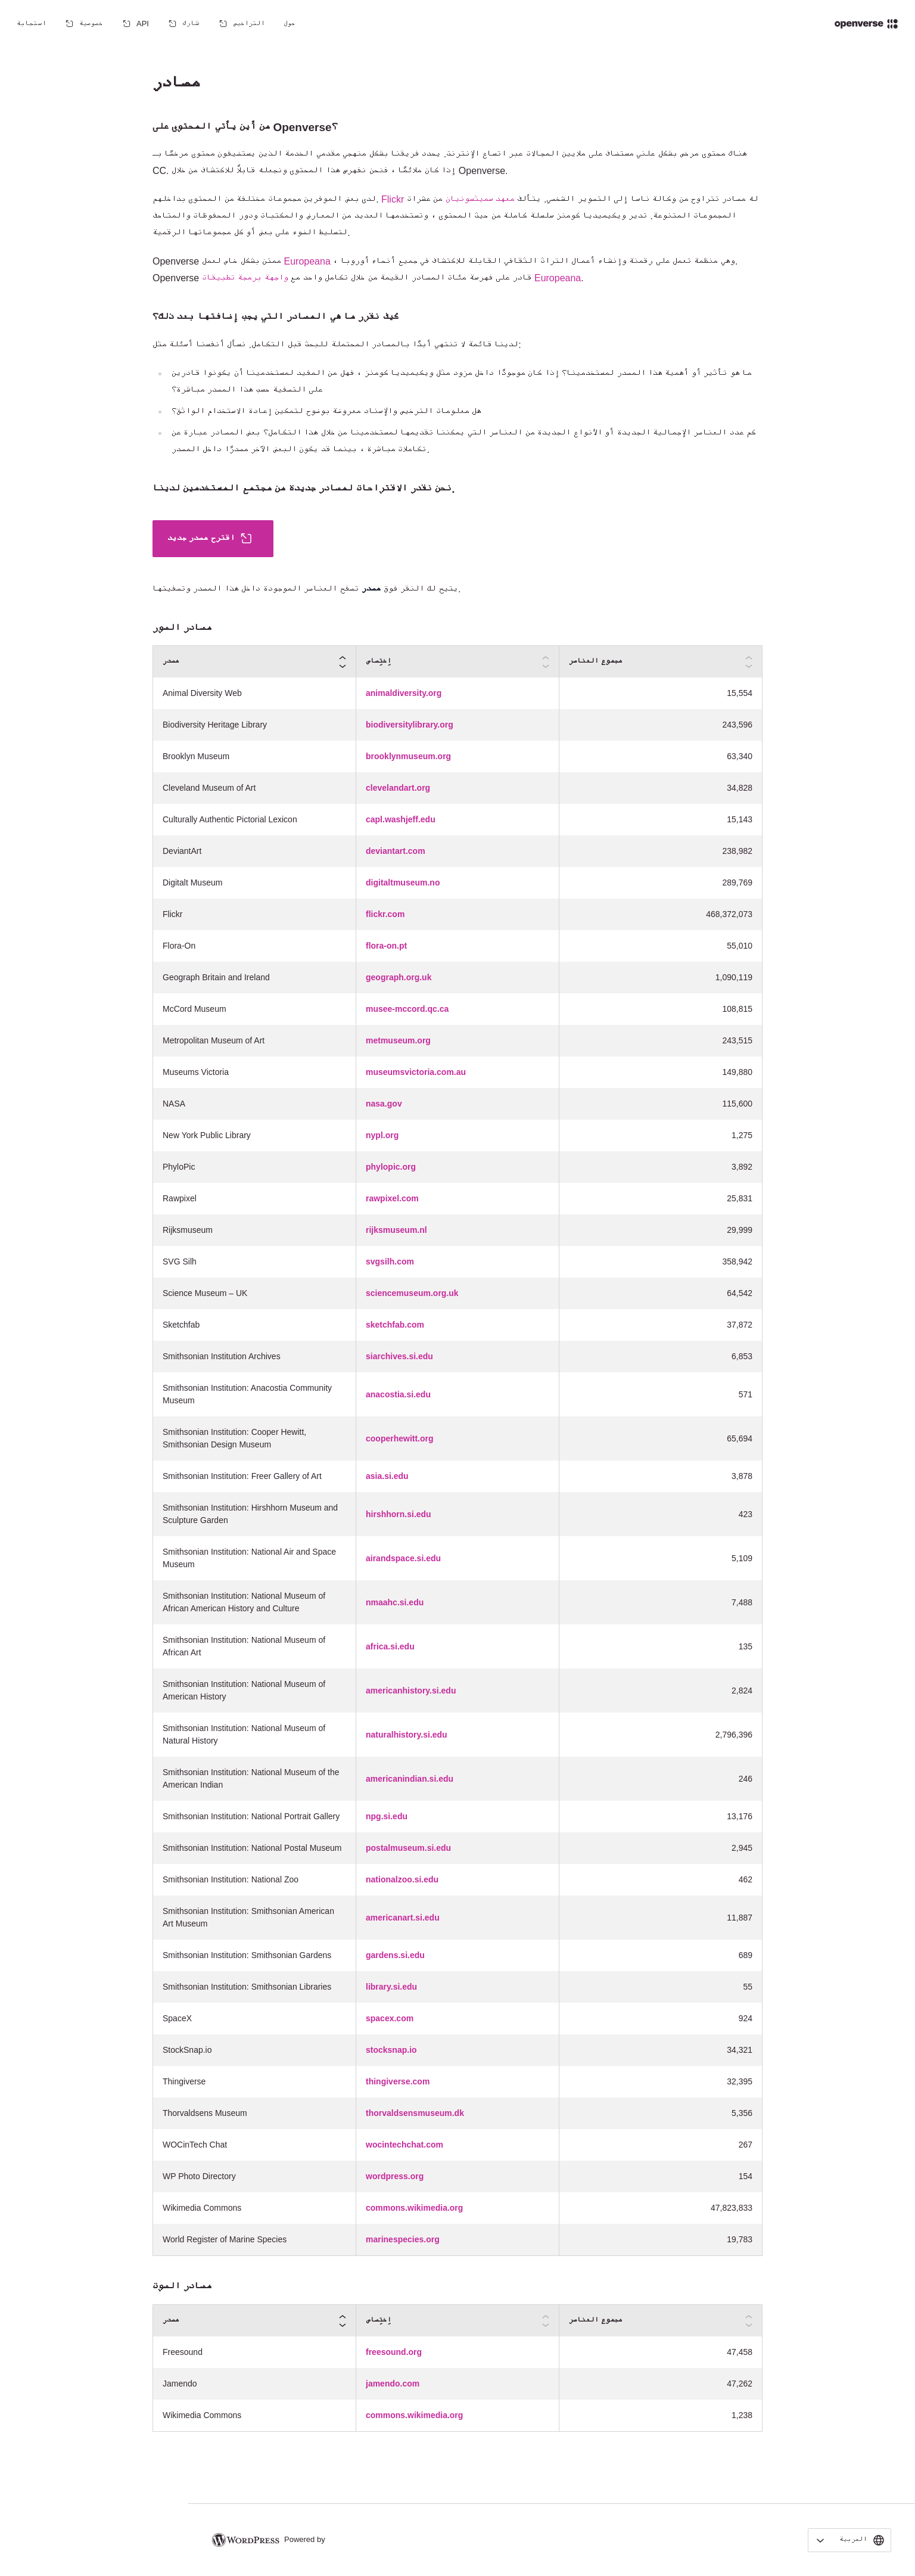 openverse
حول
التراخيص
شارك
API
خصوصية
استجابة
مصادر
من أين يأتي المحتوى على Openverse؟
هناك محتوى مرخص بشكل علني مستضاف على ملايين المجالات عبر اتساع الإنترنت. يحدد فريقنا بشكل منهجي مقدمي الخدمة الذين يستضيفون محتوى مرخصًا بـ
CC. إذا كان ملائمًا ، فنحن نفهرس هذا المحتوى ونجعله قابلاً للاكتشاف من خلال Openverse.
لدى بعض الموفرين مجموعات مختلفة من المحتوى بداخلهم. Flickr له مصادر تتراوح من وكالة ناسا إلى التصوير الشخصي. يتألف معهد سميثسونيان من عشرات
المجموعات المتنوعة. تدير ويكيميديا كومنز سلسلة كاملة من حيث المحتوى ، وتستخدمها العديد من المعارض والمكتبات ودور المحفوظات والمتاحف
لتسليط الضوء على بعض أو كل مجموعاتها الرقمية.
Openverse ممتن بشكل خاص لعمل Europeana ، وهي منظمة تعمل على رقمنة وإنشاء أعمال التراث الثقافي القابلة للاكتشاف في جميع أنحاء أوروبا.
Openverse قادر على فهرسة مئات المصادر القيمة من خلال تكامل واحد مع واجهة برمجة تطبيقات Europeana.
كيف نقرر ما هي المصادر التي يجب إضافتها بعد ذلك؟
لدينا قائمة لا تنتهي أبدًا بالمصادر المحتملة للبحث قبل التكامل. نسأل أنفسنا أسئلة مثل:
ما هو تأثير أو أهمية هذا المصدر لمستخدمينا؟ إذا كان موجودًا داخل مزود مثل ويكيميديا كومنز ، فهل من المفيد لمستخدمينا أن يكونوا قادرين
على التصفية حسب هذا المصدر مباشرة؟
هل معلومات الترخيص والإسناد معروضة بوضوح لتمكين إعادة الاستخدام الواثق؟
كم عدد العناصر الإجمالية الجديدة أو الأنواع الجديدة من العناصر التي يمكننا تقديمها لمستخدمينا من خلال هذا التكامل؟ بعض المصادر عبارة عن
تكاملات مباشرة ، بينما قد يكون البعض الآخر مصدرًا داخل المصدر.
نحن نقدر الاقتراحات لمصادر جديدة من مجتمع المستخدمين لدينا.
اقترح مصدر جديد
يتيح لك النقر فوق مصدر تصفح العناصر الموجودة داخل هذا المصدر وتصفيتها.
مصادر الصور
مصدر إختِصاص مجموع العناصر
Animal Diversity Web animaldiversity.org 15,554
Biodiversity Heritage Library biodiversitylibrary.org 243,596
Brooklyn Museum brooklynmuseum.org 63,340
Cleveland Museum of Art clevelandart.org 34,828
Culturally Authentic Pictorial Lexicon capl.washjeff.edu 15,143
DeviantArt deviantart.com 238,982
Digitalt Museum digitaltmuseum.no 289,769
Flickr flickr.com 468,372,073
Flora-On flora-on.pt 55,010
Geograph Britain and Ireland geograph.org.uk 1,090,119
McCord Museum musee-mccord.qc.ca 108,815
Metropolitan Museum of Art metmuseum.org 243,515
Museums Victoria museumsvictoria.com.au 149,880
NASA nasa.gov 115,600
New York Public Library nypl.org 1,275
PhyloPic phylopic.org 3,892
Rawpixel rawpixel.com 25,831
Rijksmuseum rijksmuseum.nl 29,999
SVG Silh svgsilh.com 358,942
Science Museum – UK sciencemuseum.org.uk 64,542
Sketchfab sketchfab.com 37,872
Smithsonian Institution Archives siarchives.si.edu 6,853
Smithsonian Institution: Anacostia Community
Museum anacostia.si.edu 571
Smithsonian Institution: Cooper Hewitt,
Smithsonian Design Museum cooperhewitt.org 65,694
Smithsonian Institution: Freer Gallery of Art asia.si.edu 3,878
Smithsonian Institution: Hirshhorn Museum and
Sculpture Garden hirshhorn.si.edu 423
Smithsonian Institution: National Air and Space
Museum airandspace.si.edu 5,109
Smithsonian Institution: National Museum of
African American History and Culture nmaahc.si.edu 7,488
Smithsonian Institution: National Museum of
African Art africa.si.edu 135
Smithsonian Institution: National Museum of
American History americanhistory.si.edu 2,824
Smithsonian Institution: National Museum of
Natural History naturalhistory.si.edu 2,796,396
Smithsonian Institution: National Museum of the
American Indian americanindian.si.edu 246
Smithsonian Institution: National Portrait Gallery npg.si.edu 13,176
Smithsonian Institution: National Postal Museum postalmuseum.si.edu 2,945
Smithsonian Institution: National Zoo nationalzoo.si.edu 462
Smithsonian Institution: Smithsonian American
Art Museum americanart.si.edu 11,887
Smithsonian Institution: Smithsonian Gardens gardens.si.edu 689
Smithsonian Institution: Smithsonian Libraries library.si.edu 55
SpaceX spacex.com 924
StockSnap.io stocksnap.io 34,321
Thingiverse thingiverse.com 32,395
Thorvaldsens Museum thorvaldsensmuseum.dk 5,356
WOCinTech Chat wocintechchat.com 267
WP Photo Directory wordpress.org 154
Wikimedia Commons commons.wikimedia.org 47,823,833
World Register of Marine Species marinespecies.org 19,783
مصادر الصوت
مصدر إختِصاص مجموع العناصر
Freesound freesound.org 47,458
Jamendo jamendo.com 47,262
Wikimedia Commons commons.wikimedia.org 1,238
العربية
Powered by WORDPRESS